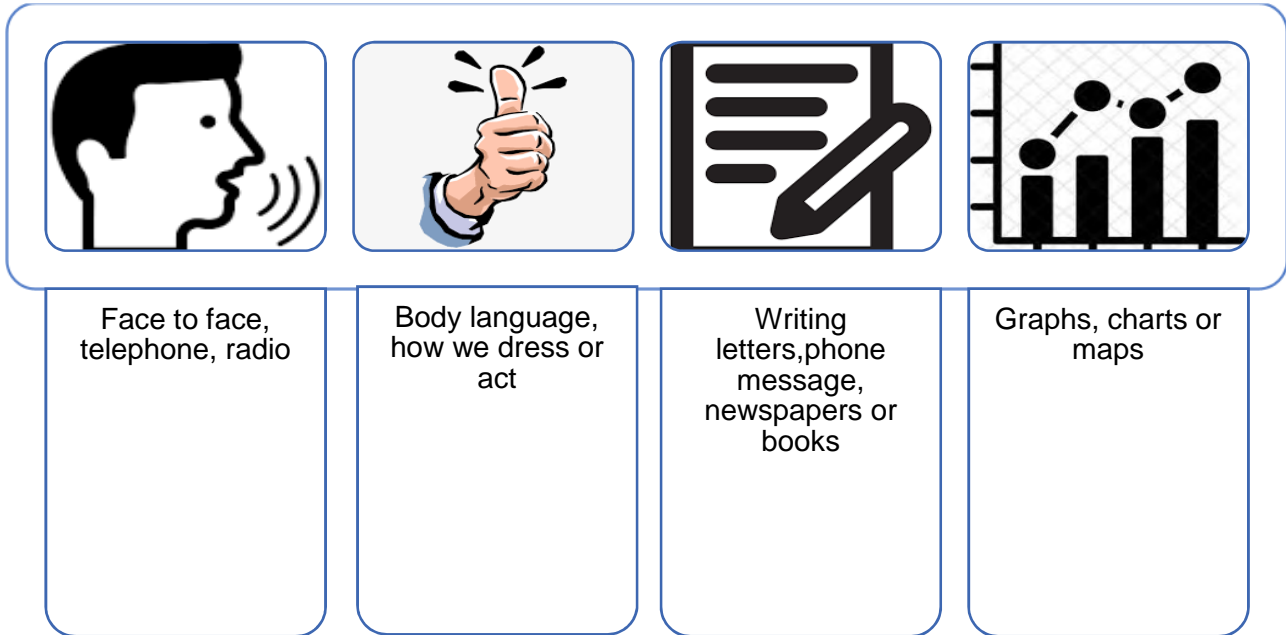 Face to face,
telephone, radio
Body language,
how we dress or
act
Writing
letters,phone
message,
newspapers or
books
Graphs, charts or
maps